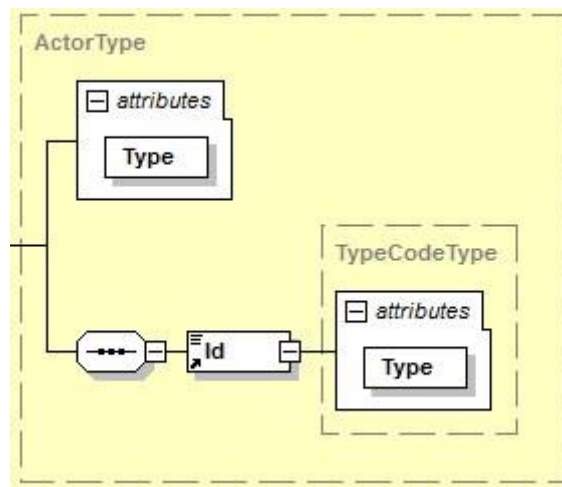 ActorType
attributes
Type
TypeCodeType
attributes
Id
Type